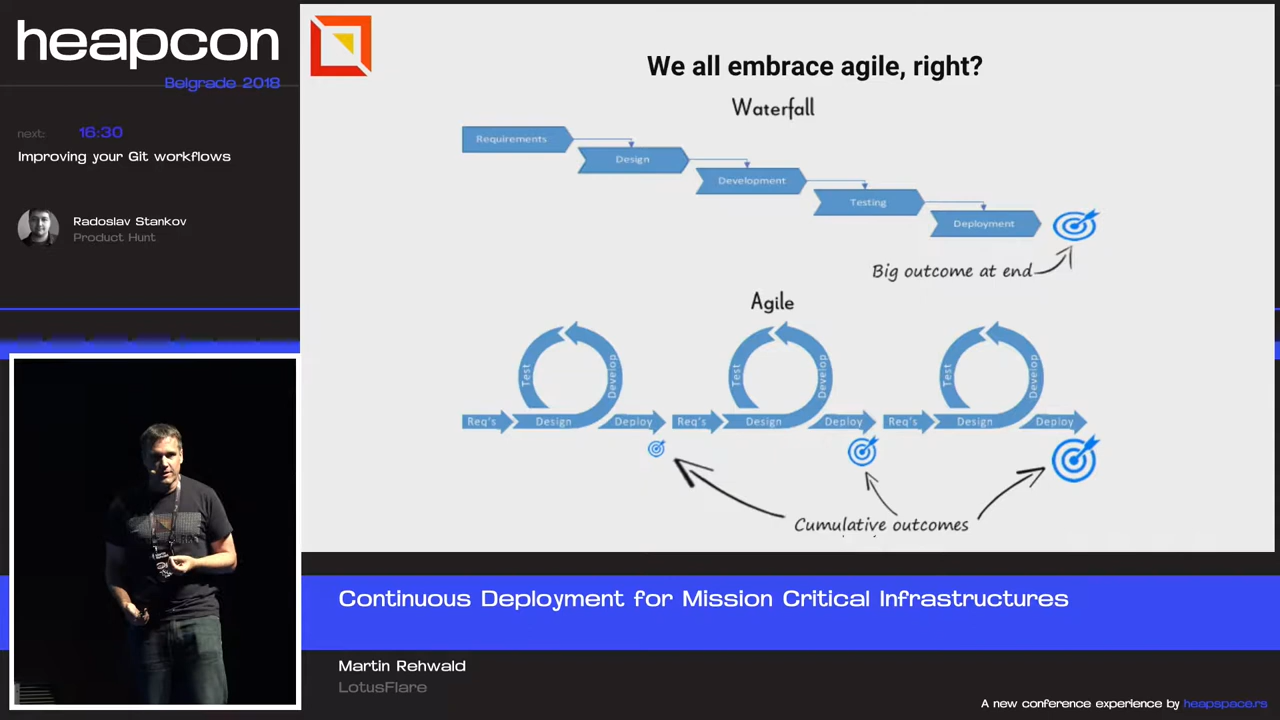 heapcon
Belgrade 2018
next: 16:30
Improving your Git workflows
Radoslav Stankov
Product Hunt
We all embrace agile, right?
Waterfall
Requirements
Design
Development
Testing
Deployment
Big outcome at end
Agile
Test
Develop
Req's
Design
Deploy
Test
Develop
Req's
Design
Deploy
Test
Develop
Req's
Design
Deploy
Cumulative outcomes
Continuous Deployment for Mission Critical Infrastructures
Martin Rehwald
LotusFlare
A new conference experience by heapspace.rs